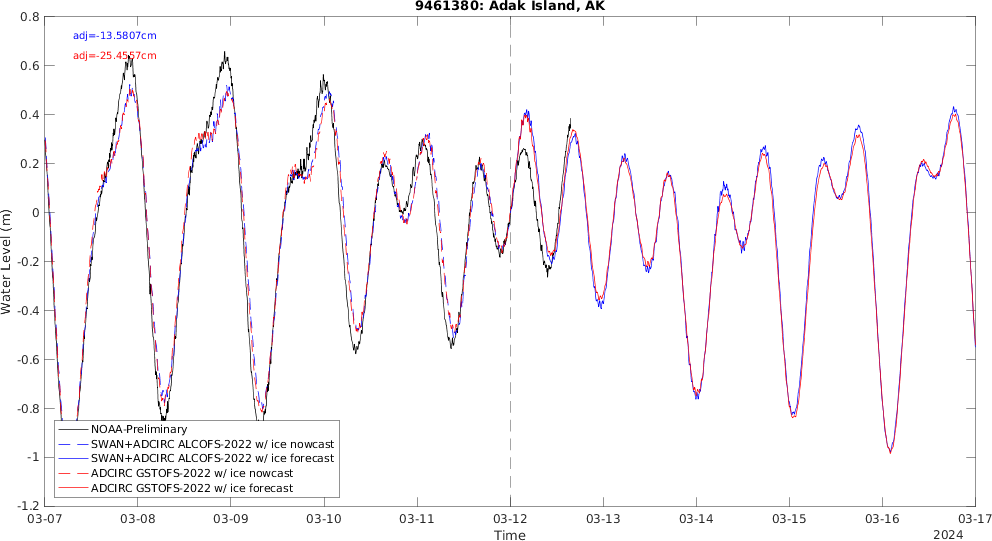 9461380: Adak Island, AK
adj=-13.5807cm
adj=-25.4557cm
0.8
0.6
0.4
0.2
0
-0.2
-0.4
-0.6
-0.8
-1
-1.2
Water Level (m)
NOAA-Preliminary
SWAN+ADCIRC ALCOFS-2022 w/ ice nowcast
SWAN+ADCIRC ALCOFS-2022 w/ ice forecast
ADCIRC GSTOFS-2022 w/ ice nowcast
ADCIRC GSTOFS-2022 w/ ice forecast
03-07 03-08 03-09 03-10 03-11 03-12 03-13 03-14 03-15 03-16 03-17
Time
2024